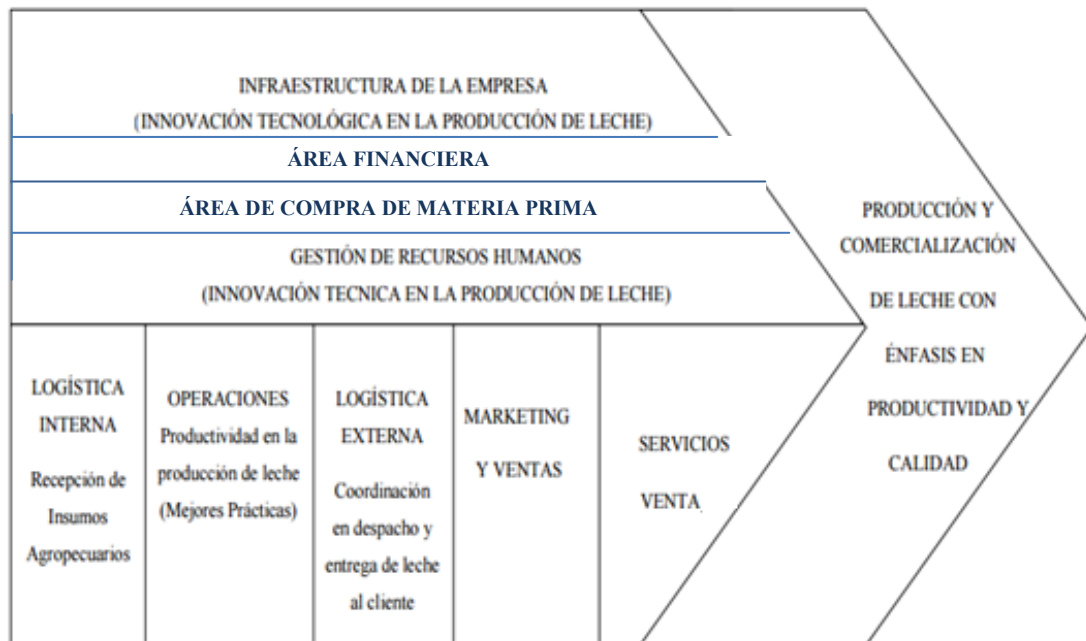 INFRAESTRUCTURA DE LA EMPRESA
(INNOVACIÓN TECNOLÓGICA EN LA PRODUCCIÓN DE LECHE)
ÁREA FINANCIERA
ÁREA DE COMPRA DE MATERIA PRIMA
GESTIÓN DE RECURSOS HUMANOS
(INNOVACIÓN TECNICA EN LA PRODUCCIÓN DE LECHE)
LOGÍSTICA
INTERNA
Recepción de
Insumos
Agropecuarios
OPERACIONES
Productividad en la
producción de leche
(Mejores Prácticas)
LOGÍSTICA
EXTERNA
Coordinación
en despacho y
entrega de leche
al cliente
MARKETING
Y VENTAS
SERVICIOS
VENTA
PRODUCCIÓN Y
COMERCIALIZACIÓN
DE LECHE CON
ÉNFASIS EN
PRODUCTIVIDAD Y
CALIDAD